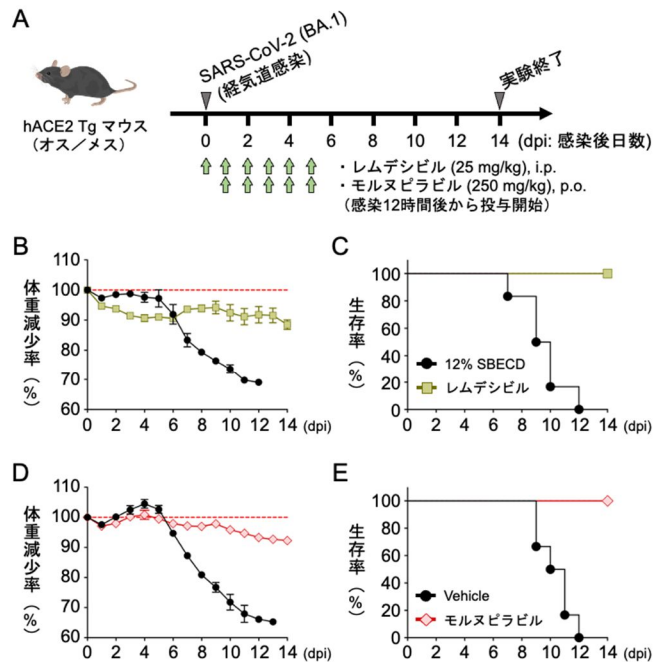 A
SARS-CoV-2 (BA.1)
(経気道感染)
実験終了
hACE2 Tg マウス
(オス／メス)
0 2 4 6 8 10 12 14 (dpi: 感染後日数)
・レムデシビル (25 mg/kg), i.p.
・モルヌピラビル (250 mg/kg), p.o.
（感染12時間後から投与開始）
B
体重減少率（%）
110
100
90
80
70
60
0 2 4 6 8 10 12 14 (dpi)
C
生存率（%）
100
80
60
40
20
0
12% SBECD
レムデシビル
0 2 4 6 8 10 12 14 (dpi)
D
体重減少率（%）
110
100
90
80
70
60
0 2 4 6 8 10 12 14 (dpi)
E
生存率（%）
100
80
60
40
20
0
Vehicle
モルヌピラビル
0 2 4 6 8 10 12 14 (dpi)